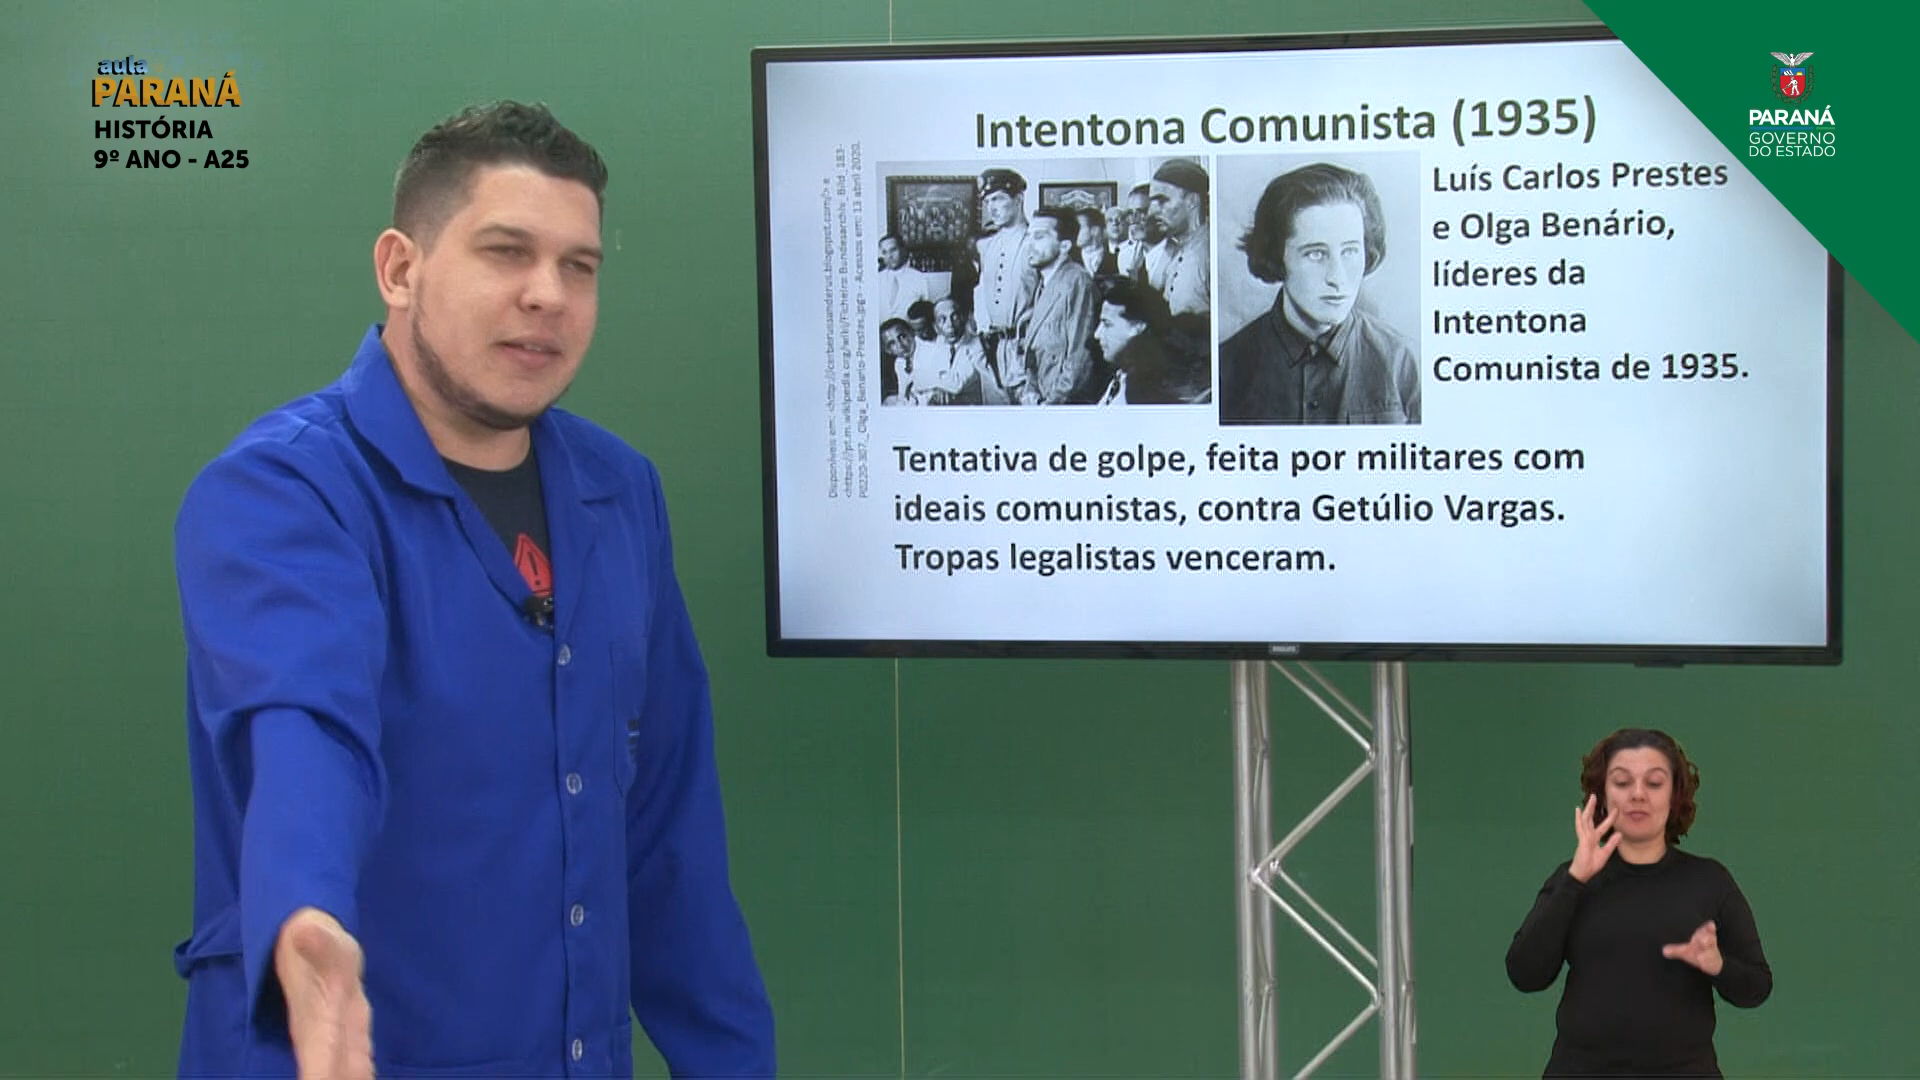 aula
PARANÁ
HISTÓRIA
9º ANO - A25
Intentona Comunista (1935)
Luís Carlos Prestes
e Olga Benário,
líderes da
Intentona
Comunista de 1935.
Tentativa de golpe, feita por militares com
ideais comunistas, contra Getúlio Vargas.
Tropas legalistas venceram.
PHILIPS
PARANÁ
GOVERNO
DO ESTADO